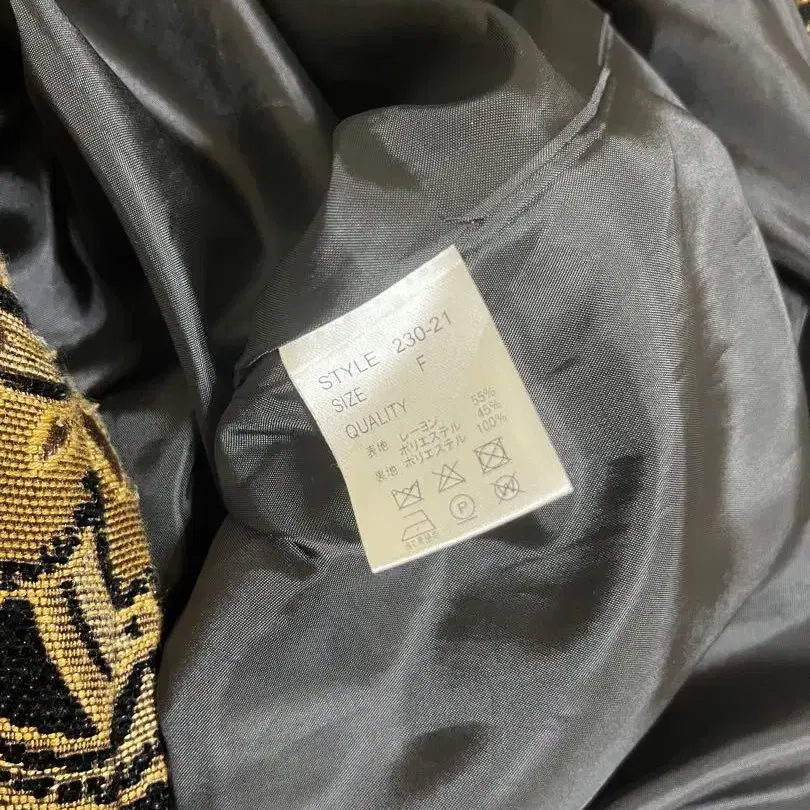 STYLE 230-21
SIZE F
QUALITY
表地 レーヨン 55%
ポリエステル 45%
裏地 ポリエステル 100%
P